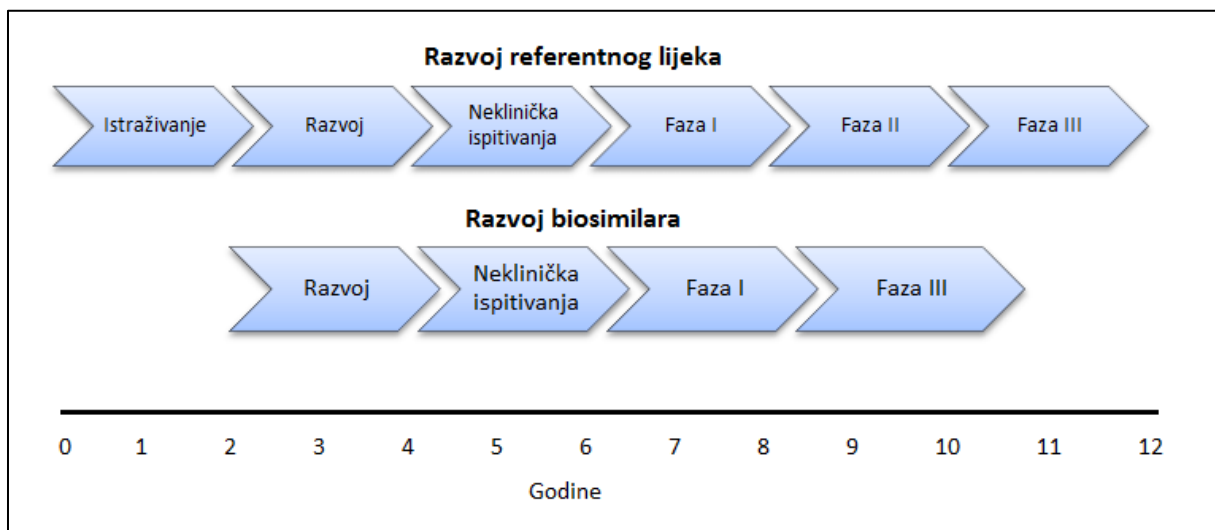 Razvoj referentnog lijeka
Istraživanje
Razvoj
Neklinička
ispitivanja
Faza I
Faza II
Faza III
Razvoj biosimilara
Razvoj
Neklinička
ispitivanja
Faza I
Faza III
0 1 2 3 4 5 6 7 8 9 10 11 12
Godine